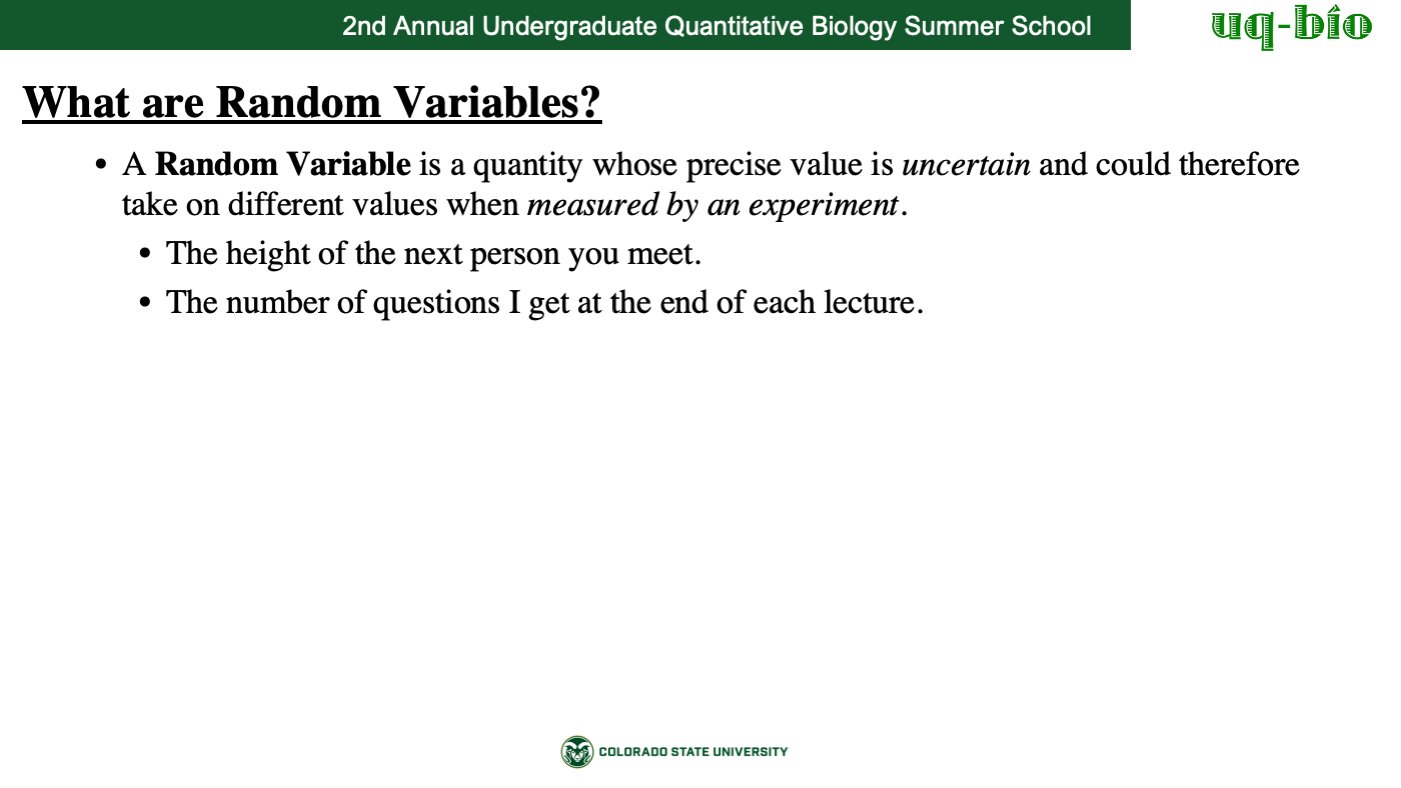 2nd Annual Undergraduate Quantitative Biology Summer School
uq-bio
What are Random Variables?
• A Random Variable is a quantity whose precise value is uncertain and could therefore
take on different values when measured by an experiment.
• The height of the next person you meet.
• The number of questions I get at the end of each lecture.
COLORADO STATE UNIVERSITY